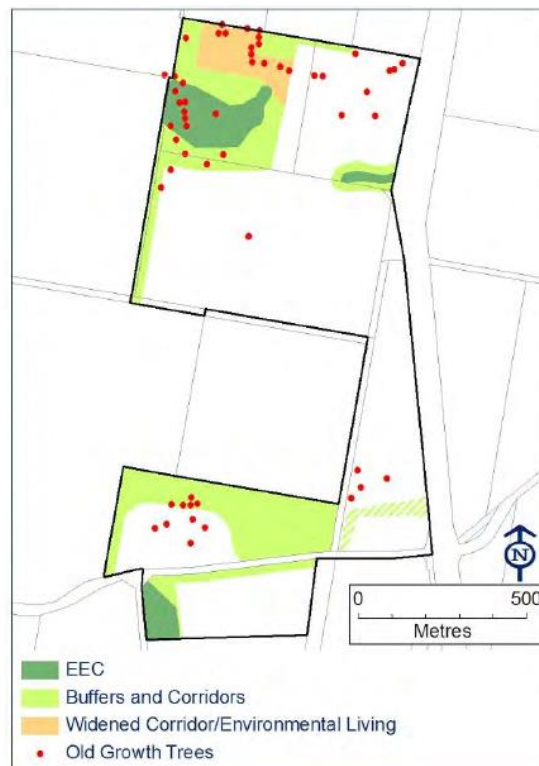 N
0 500
Metres
EEC
Buffers and Corridors
Widened Corridor/Environmental Living
Old Growth Trees